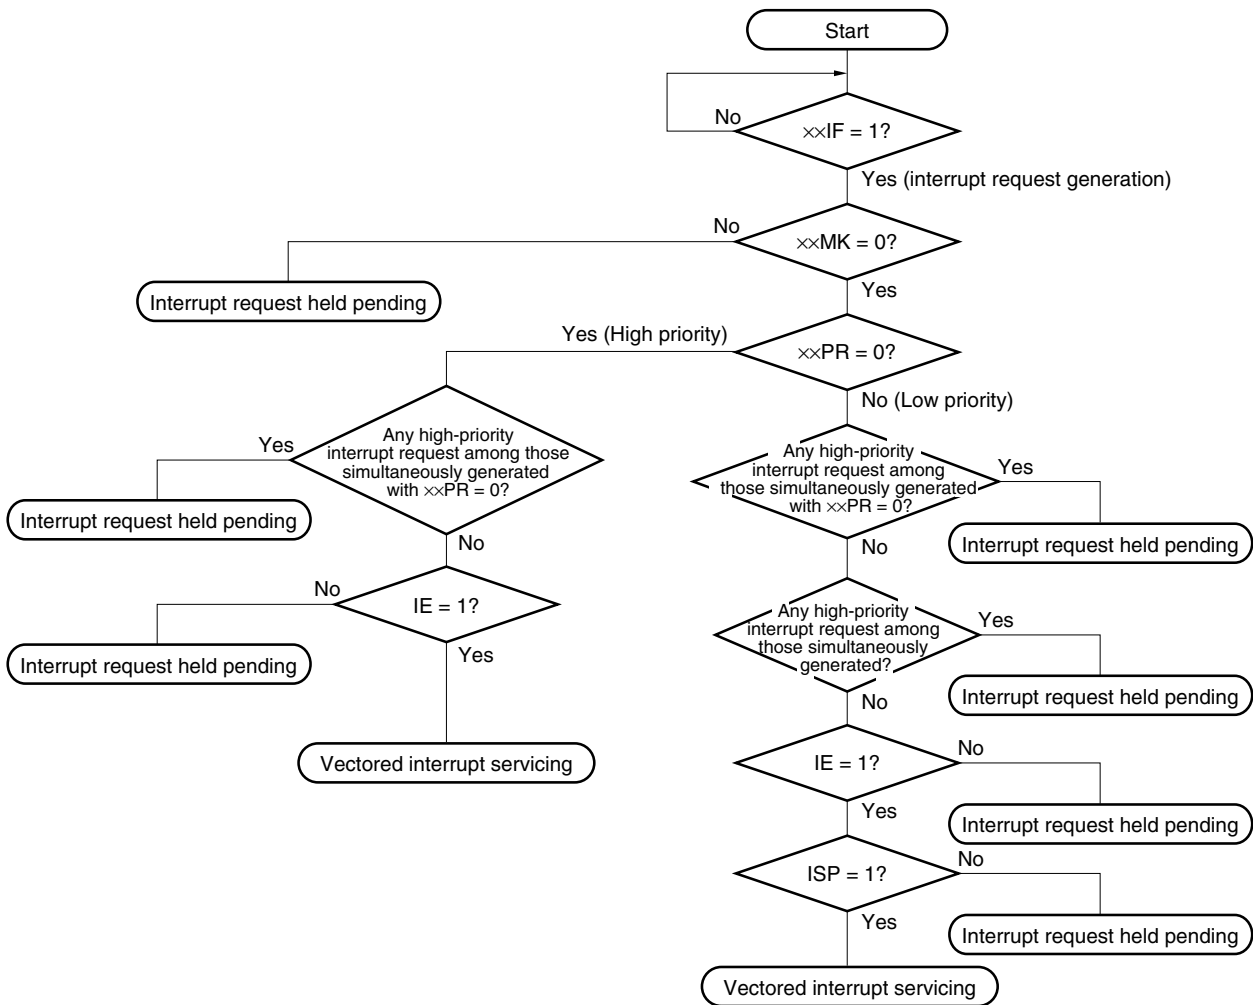 Start
No
××IF = 1?
Yes (interrupt request generation)
No
××MK = 0?
Interrupt request held pending
Yes
Yes (High priority)
××PR = 0?
No (Low priority)
Yes
Any high-priority
interrupt request among those
simultaneously generated
with ××PR = 0?
Interrupt request held pending
No
No
IE = 1?
Interrupt request held pending
Yes
Vectored interrupt servicing
Any high-priority
interrupt request among
those simultaneously generated
with ××PR = 0?
Yes
Interrupt request held pending
No
Any high-priority
interrupt request among
those simultaneously
generated?
Yes
Interrupt request held pending
No
IE = 1?
No
Interrupt request held pending
Yes
ISP = 1?
No
Interrupt request held pending
Yes
Vectored interrupt servicing